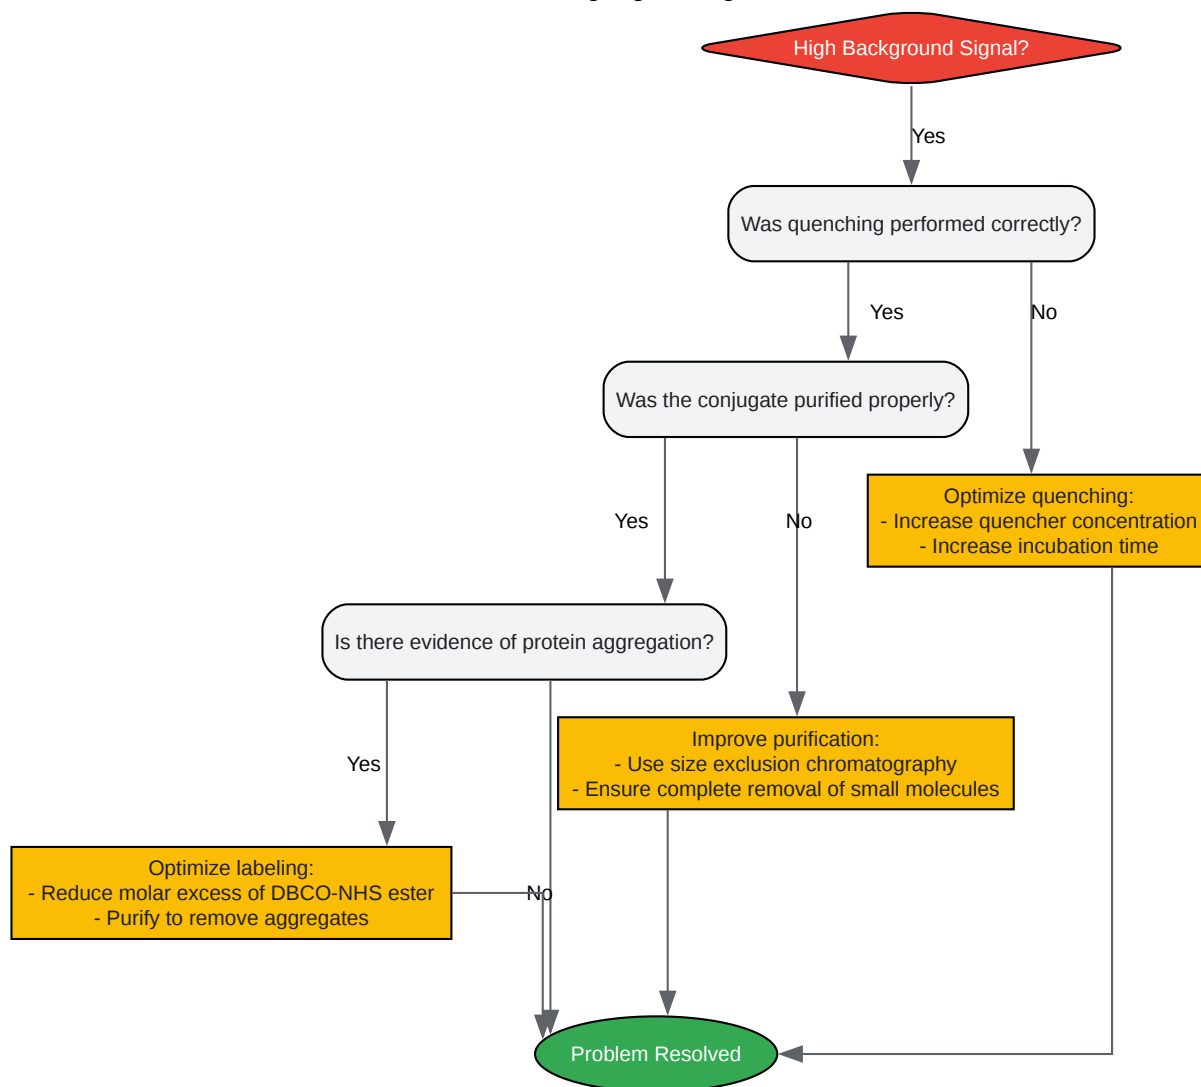 High Background Signal?
Yes
Was quenching performed correctly?
Yes
No
Was the conjugate purified properly?
Yes
No
Optimize quenching:
- Increase quencher concentration
- Increase incubation time
Is there evidence of protein aggregation?
Yes
Improve purification:
- Use size exclusion chromatography
- Ensure complete removal of small molecules
Optimize labeling:
- Reduce molar excess of DBCO-NHS ester
- Purify to remove aggregates
No
Problem Resolved